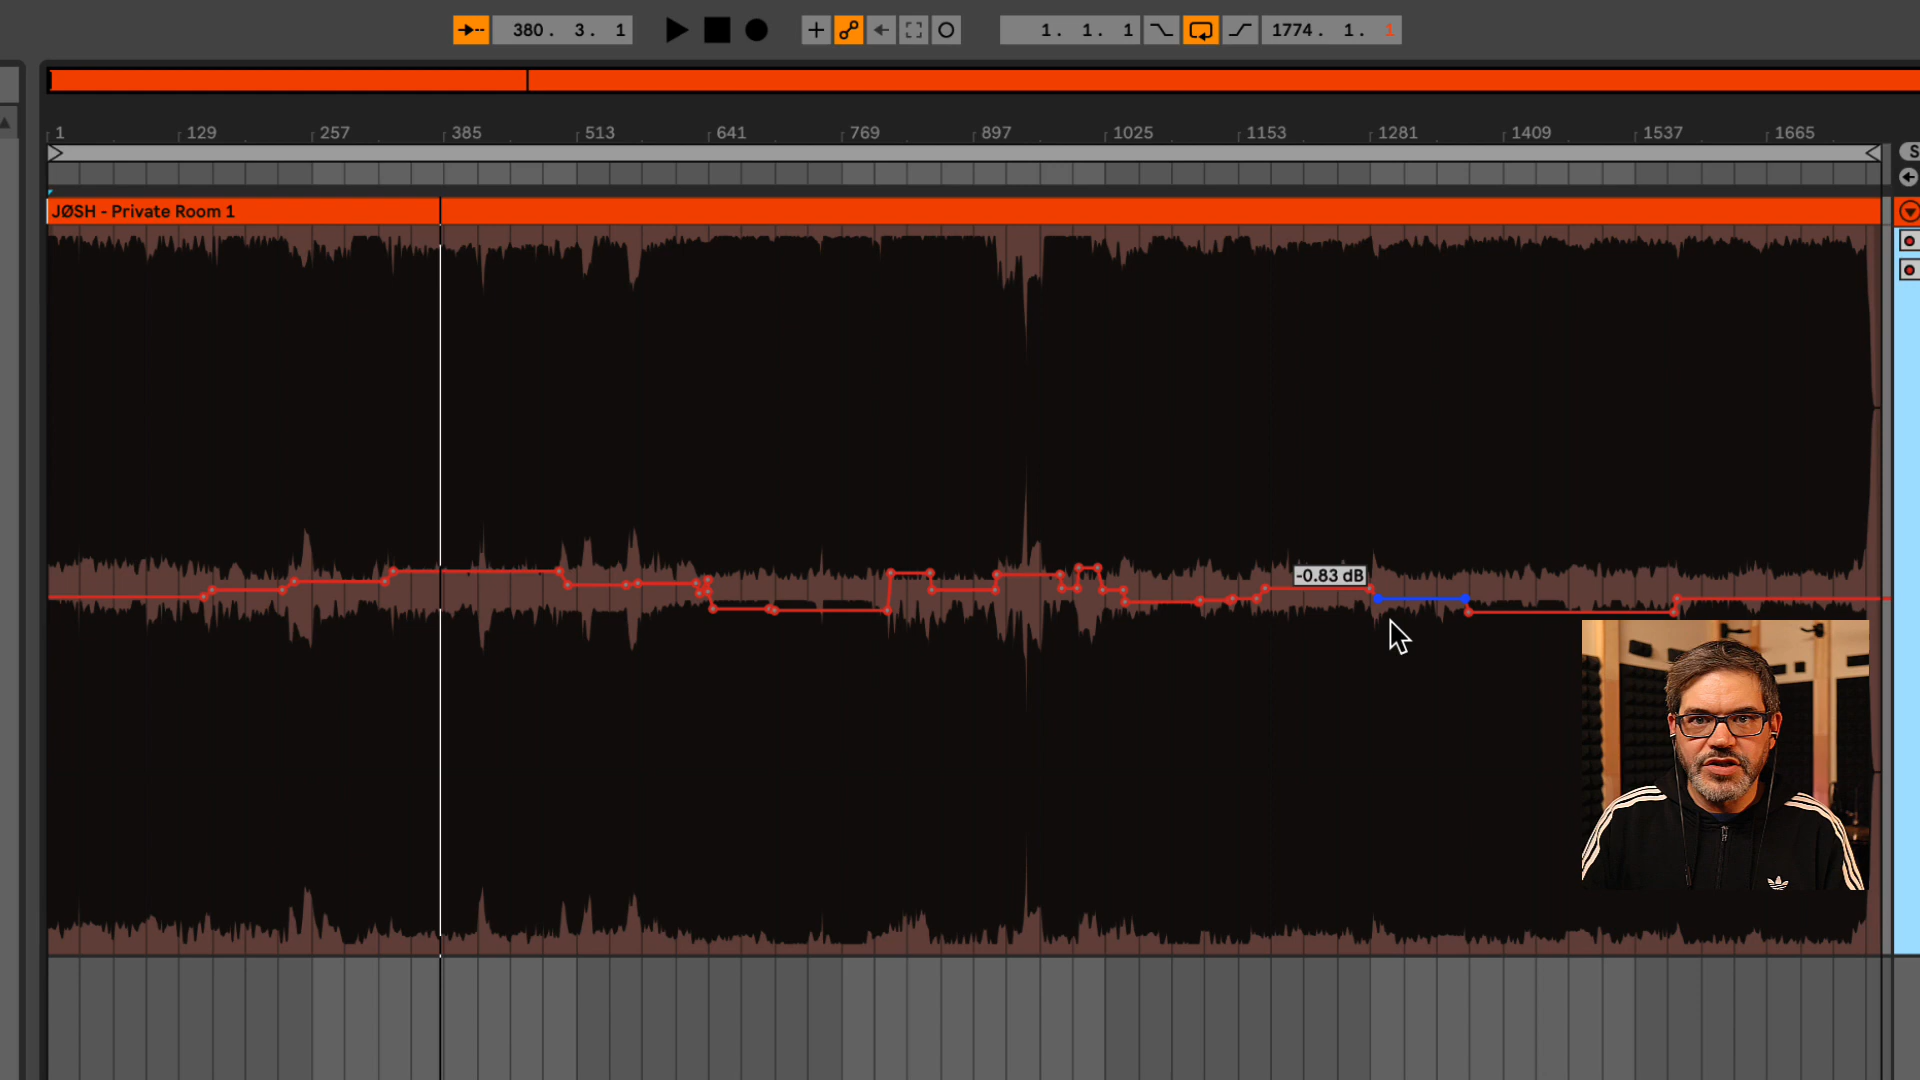 380. 3. 1
1. 1. 1
1774. 1. 1
1 129 257 385 513 641 769 897 1025 1153 1281 1409 1537 1665
S
JØSH - Private Room 1
-0.83 dB